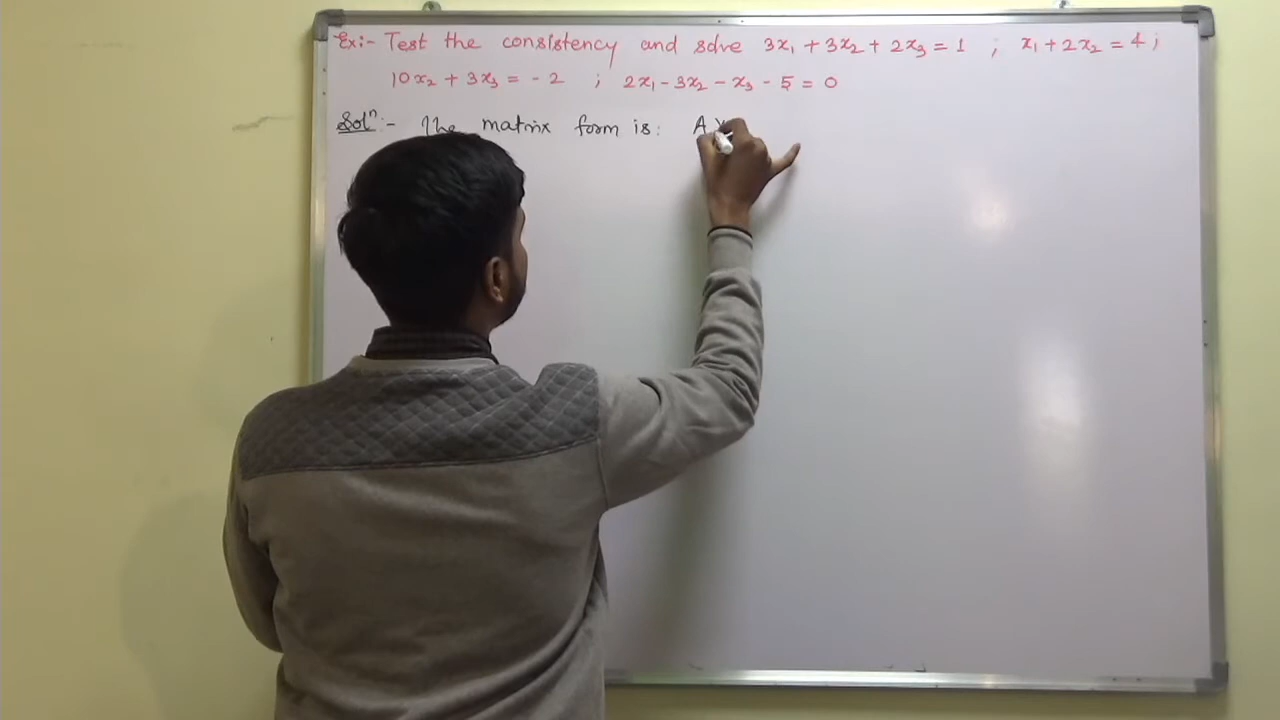 Ex:- Test the consistency and solve 3x₁ + 3x₂ + 2x₃ = 1 ; x₁ + 2x₂ = 4 ;
10x₂ + 3x₃ = - 2 ; 2x₁ - 3x₂ - x₃ - 5 = 0
Solⁿ:- The matrix form is: AX